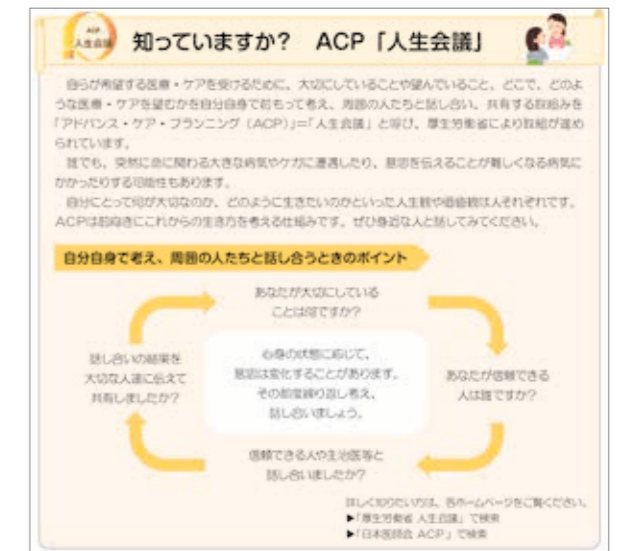 ACP
人生会議
知っていますか？ ACP「人生会議」
自らが希望する医療・ケアを受けるために、大切にしていることや望んでいること、どこで、どのよ
うな医療・ケアを望むかを自分自身で前もって考え、周囲の人たちと話し合い、共有する取組みを
「アドバンス・ケア・プランニング（ACP）」=「人生会議」と呼び、厚生労働省により取組が進め
られています。
誰でも、突然に命に関わる大きな病気やケガに遭遇したり、意思を伝えることが難しくなる病気に
かかったりする可能性もあります。
自分にとって何が大切なのか、どのように生きたいのかといった人生観や価値観は人それぞれです。
ACPは前向きにこれからの生き方を考える仕組みです。ぜひ身近な人と話してみてください。
自分自身で考え、周囲の人たちと話し合うときのポイント
あなたが大切にしている
ことは何ですか？
あなたが信頼できる
人は誰ですか？
信頼できる人や主治医等と
話し合いましたか？
話し合いの結果を
大切な人達に伝えて
共有しましたか？
心身の状態に応じて、
意思は変化することがあります。
その都度繰り返し考え、
話し合いましょう。
詳しく知りたい方は、各ホームページをご覧ください。
▶「厚生労働省 人生会議」で検索
▶「日本医師会 ACP」で検索